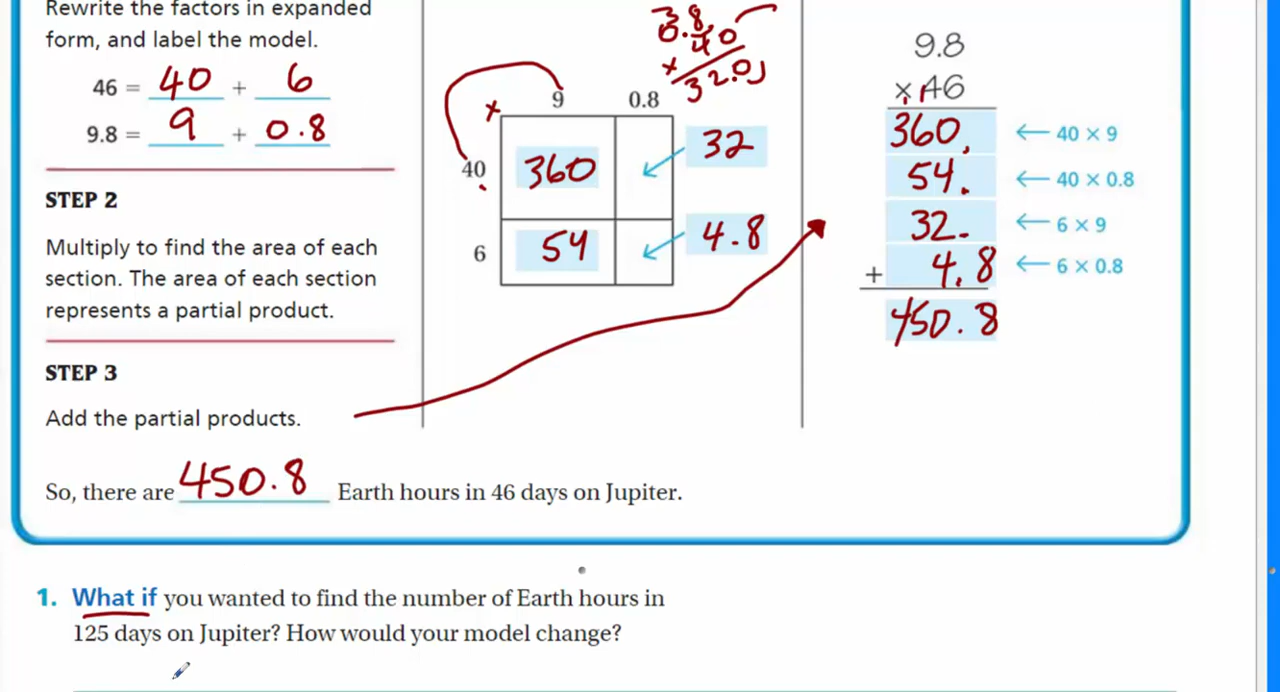 Rewrite the factors in expanded
form, and label the model.
46 = 40 + 6
9.8 = 9 + 0.8
STEP 2
Multiply to find the area of each
section. The area of each section
represents a partial product.
STEP 3
Add the partial products.
So, there are 450.8 Earth hours in 46 days on Jupiter.
× 40
32.0
× 9 0.8
40 360 32
6 54 4.8
9.8
×46
360. ← 40 × 9
54. ← 40 × 0.8
32. ← 6 × 9
+ 4.8 ← 6 × 0.8
450.8
1. What if you wanted to find the number of Earth hours in
125 days on Jupiter? How would your model change?